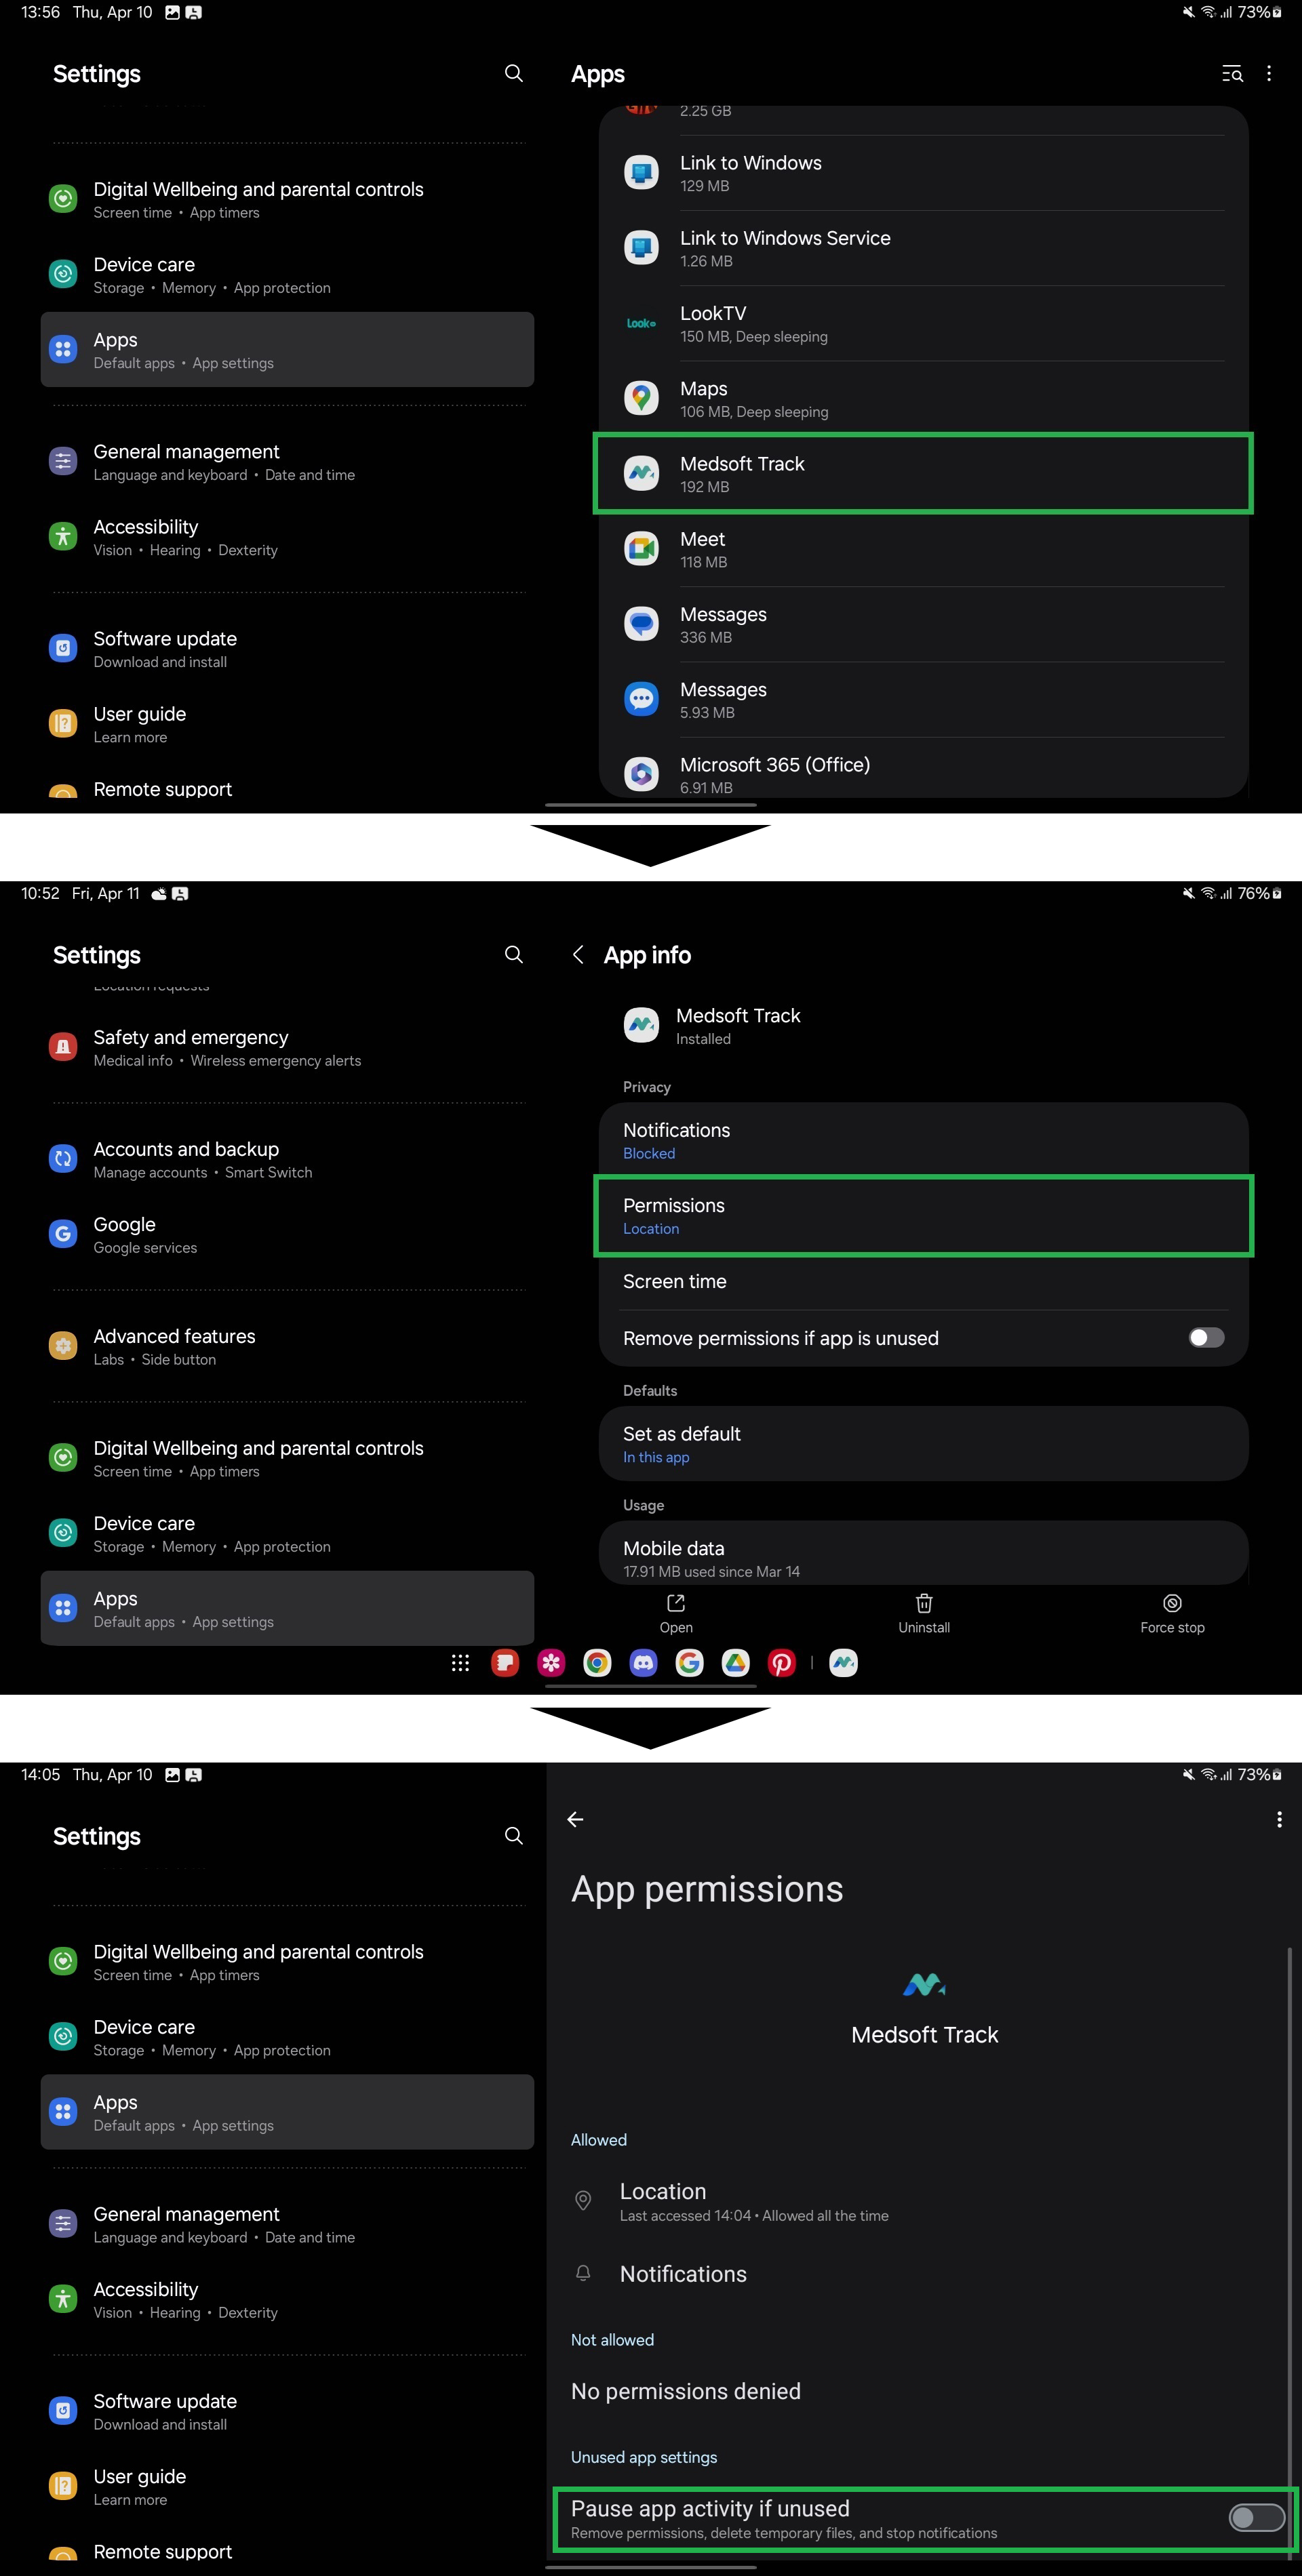 13:56 Thu, Apr 10
73%
Settings
Digital Wellbeing and parental controls
Screen time • App timers
Device care
Storage • Memory • App protection
Apps
Default apps • App settings
General management
Language and keyboard • Date and time
Accessibility
Vision • Hearing • Dexterity
Software update
Download and install
User guide
Learn more
Remote support
Apps
2.25 GB
Link to Windows
129 MB
Link to Windows Service
1.26 MB
Look
LookTV
150 MB, Deep sleeping
Maps
106 MB, Deep sleeping
Medsoft Track
192 MB
Meet
118 MB
Messages
336 MB
Messages
5.93 MB
Microsoft 365 (Office)
6.91 MB
10:52 Fri, Apr 11
76%
Settings
Location requests
Safety and emergency
Medical info • Wireless emergency alerts
Accounts and backup
Manage accounts • Smart Switch
Google
Google services
Advanced features
Labs • Side button
Digital Wellbeing and parental controls
Screen time • App timers
Device care
Storage • Memory • App protection
Apps
Default apps • App settings
App info
Medsoft Track
Installed
Privacy
Notifications
Blocked
Permissions
Location
Screen time
Remove permissions if app is unused
Defaults
Set as default
In this app
Usage
Mobile data
17.91 MB used since Mar 14
Open
Uninstall
Force stop
14:05 Thu, Apr 10
73%
Settings
Digital Wellbeing and parental controls
Screen time • App timers
Device care
Storage • Memory • App protection
Apps
Default apps • App settings
General management
Language and keyboard • Date and time
Accessibility
Vision • Hearing • Dexterity
Software update
Download and install
User guide
Learn more
Remote support
App permissions
Medsoft Track
Allowed
Location
Last accessed 14:04 • Allowed all the time
Notifications
Not allowed
No permissions denied
Unused app settings
Pause app activity if unused
Remove permissions, delete temporary files, and stop notifications